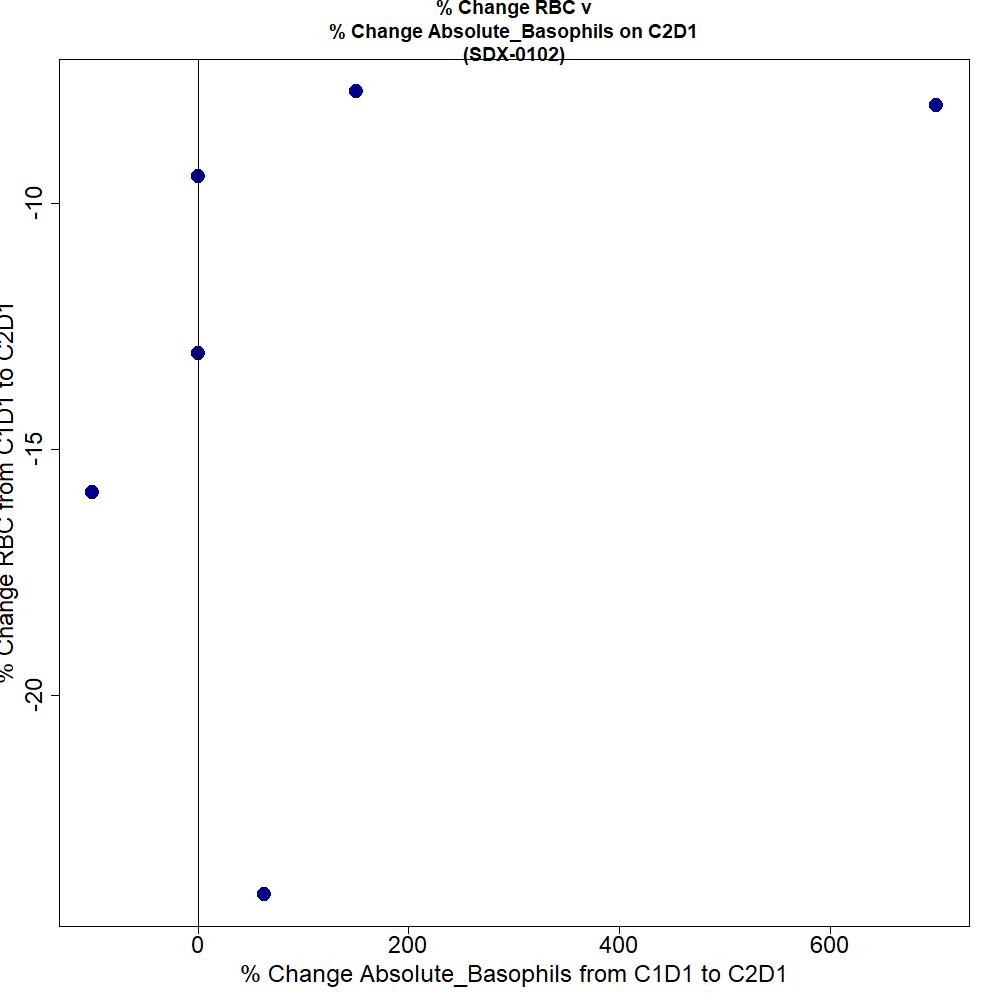 % Change RBC v
% Change Absolute_Basophils on C2D1
(SDX-0102)
% Change RBC from C1D1 to C2D1
-10
-15
-20
0
200
400
600
% Change Absolute_Basophils from C1D1 to C2D1